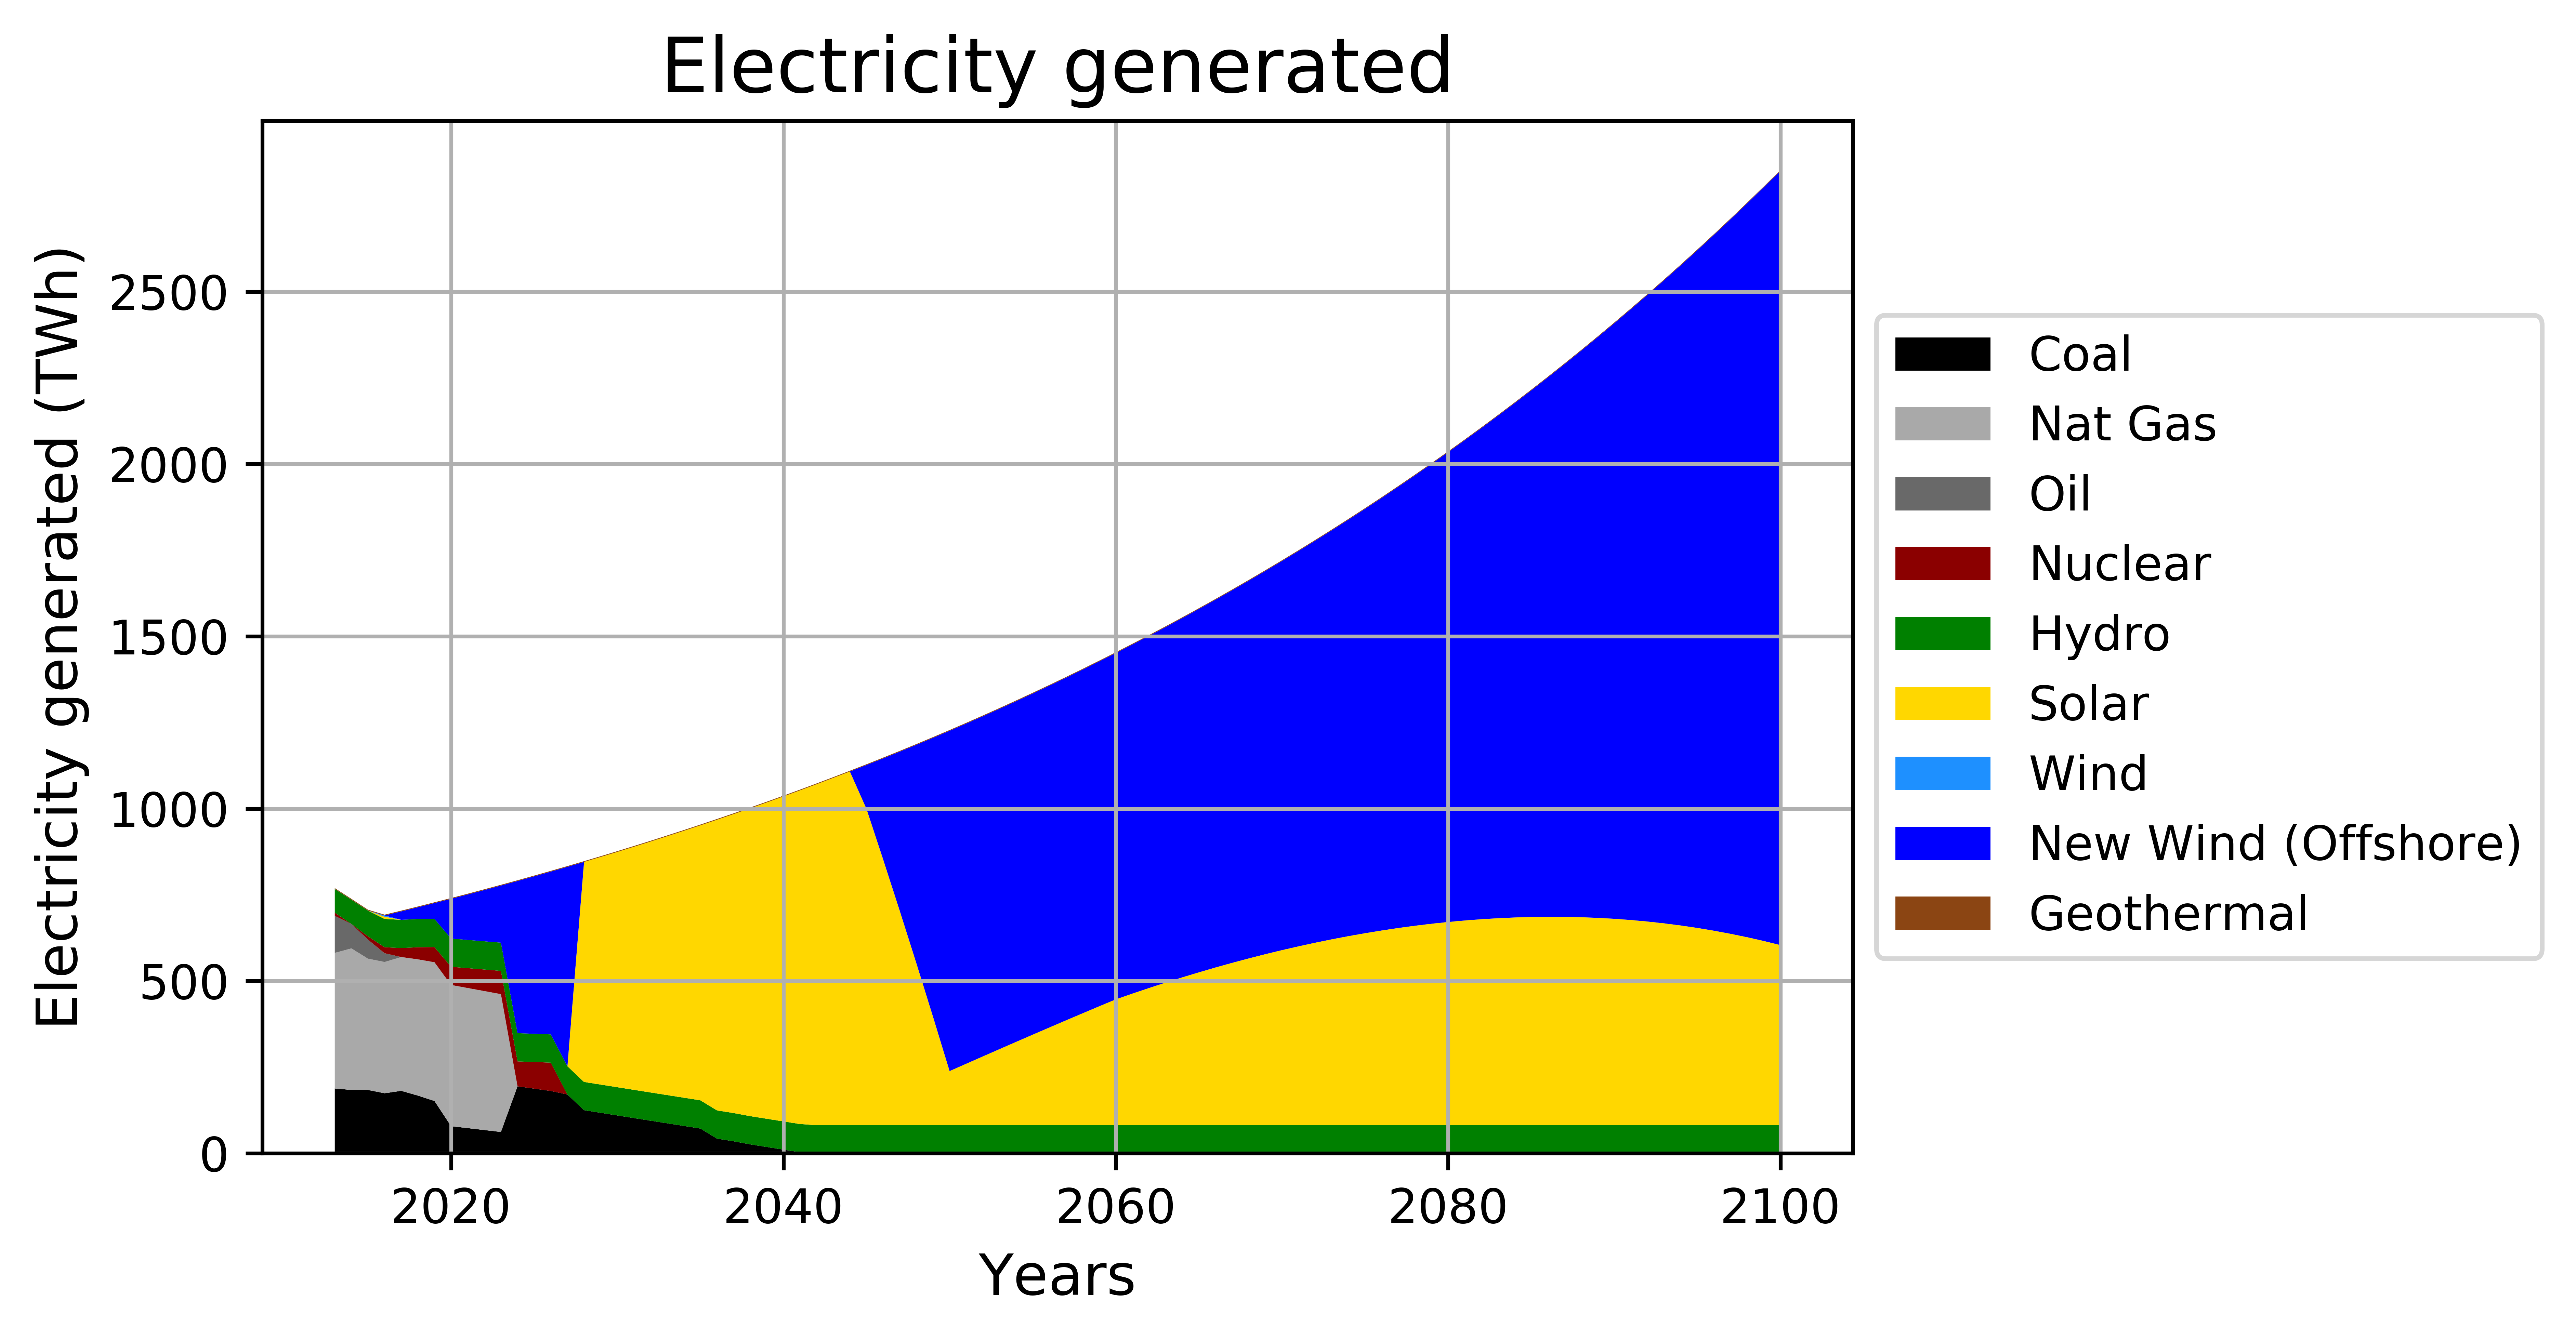 Electricity generated
Electricity generated (TWh)
2500
2000
1500
1000
500
0
2020
2040
2060
2080
2100
Years
Coal
Nat Gas
Oil
Nuclear
Hydro
Solar
Wind
New Wind (Offshore)
Geothermal